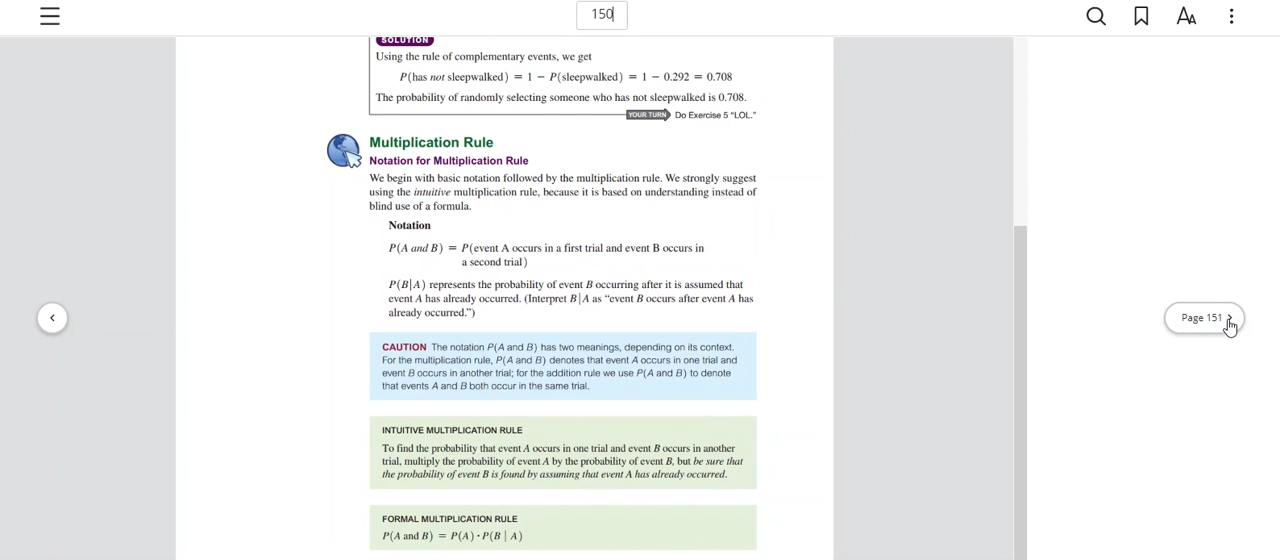 150
SOLUTION
Using the rule of complementary events, we get
P(has not sleepwalked) = 1 − P(sleepwalked) = 1 − 0.292 = 0.708
The probability of randomly selecting someone who has not sleepwalked is 0.708.
YOUR TURN Do Exercise 5 “LOL.”
Multiplication Rule
Notation for Multiplication Rule
We begin with basic notation followed by the multiplication rule. We strongly suggest
using the intuitive multiplication rule, because it is based on understanding instead of
blind use of a formula.
Notation
P(A and B) = P(event A occurs in a first trial and event B occurs in
a second trial)
P(B|A) represents the probability of event B occurring after it is assumed that
event A has already occurred. (Interpret B|A as “event B occurs after event A has
already occurred.”)
Page 151
CAUTION The notation P(A and B) has two meanings, depending on its context.
For the multiplication rule, P(A and B) denotes that event A occurs in one trial and
event B occurs in another trial; for the addition rule we use P(A and B) to denote
that events A and B both occur in the same trial.
INTUITIVE MULTIPLICATION RULE
To find the probability that event A occurs in one trial and event B occurs in another
trial, multiply the probability of event A by the probability of event B, but be sure that
the probability of event B is found by assuming that event A has already occurred.
FORMAL MULTIPLICATION RULE
P(A and B) = P(A) · P(B | A)